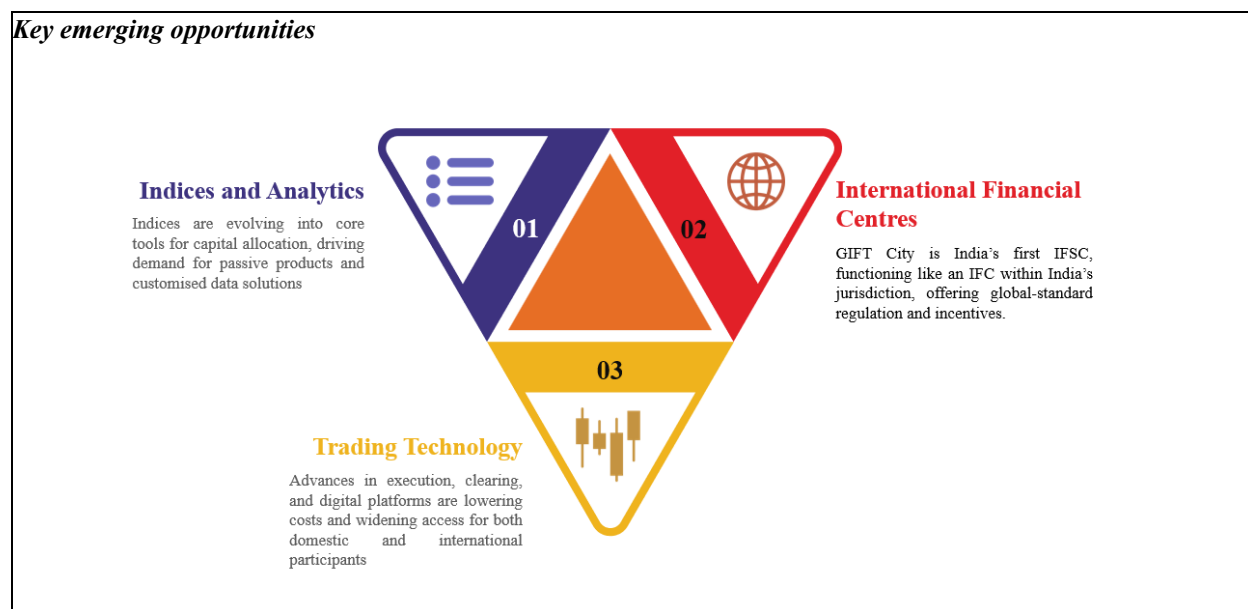 Key emerging opportunities
Indices and Analytics
Indices are evolving into core
tools for capital allocation, driving
demand for passive products and
customised data solutions
01
02
International Financial
Centres
GIFT City is India's first IFSC,
functioning like an IFC within India's
jurisdiction, offering global-standard
regulation and incentives.
03
Trading Technology
Advances in execution, clearing,
and digital platforms are lowering
costs and widening access for both
domestic and international
participants